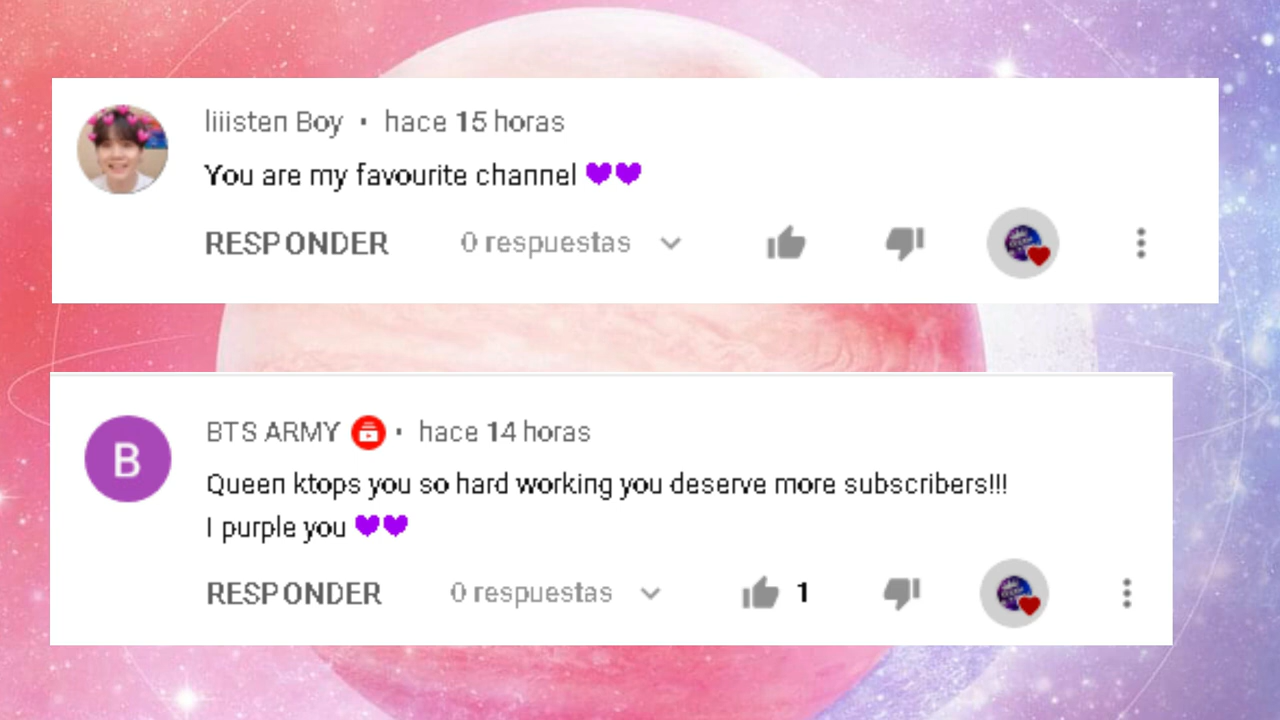 liiisten Boy • hace 15 horas
You are my favourite channel 💜💜
RESPONDER 0 respuestas
B
BTS ARMY • hace 14 horas
Queen ktops you so hard working you deserve more subscribers!!!
I purple you 💜💜
RESPONDER 0 respuestas 1